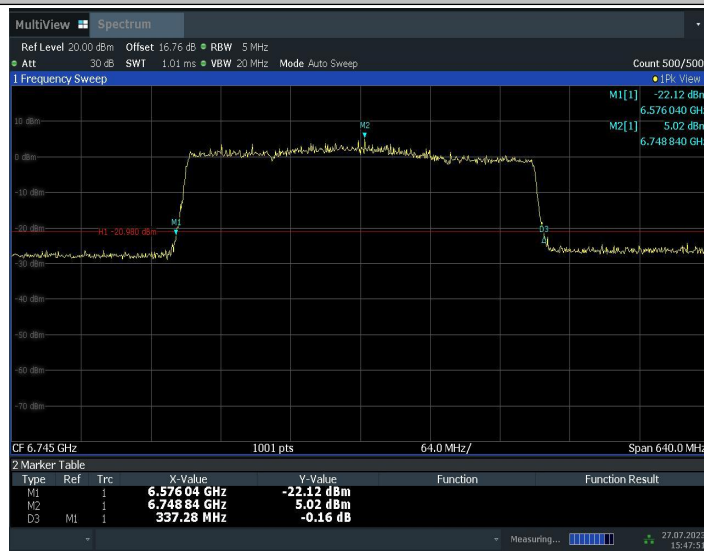 MultiView Spectrum
Ref Level 20.00 dBm Offset 16.76 dB RBW 5 MHz
Att 30 dB SWT 1.01 ms VBW 20 MHz Mode Auto Sweep Count 500/500
1 Frequency Sweep 1Pk View
M1[1] -22.12 dBm
6.576 040 GHz
M2[1] 5.02 dBm
6.748 840 GHz
10 dBm
M2
0 dBm
-10 dBm
M1
-20 dBm
H1 -20.980 dBm
D3
-30 dBm
-40 dBm
-50 dBm
-60 dBm
-70 dBm
CF 6.745 GHz 1001 pts 64.0 MHz/ Span 640.0 MHz
2 Marker Table
Type Ref Trc X-Value Y-Value Function Function Result
M1 1 6.576 04 GHz -22.12 dBm
M2 1 6.748 84 GHz 5.02 dBm
D3 M1 1 337.28 MHz -0.16 dB
Measuring... 27.07.2023
15:47:51